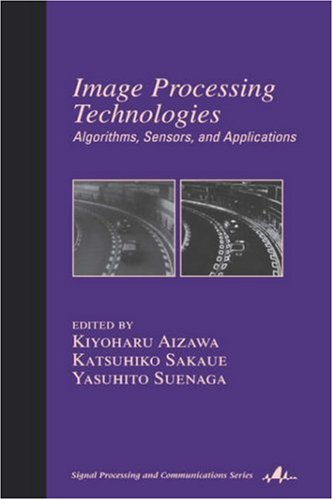 Image Processing
Technologies
Algorithms, Sensors, and Applications
EDITED BY
KIYOHARU AIZAWA
KATSUHIKO SAKAUE
YASUHITO SUENAGA
Signal Processing and Communications Series